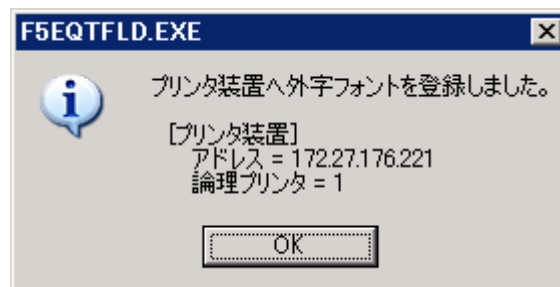 F5EQTFLD.EXE
プリンタ装置へ外字フォントを登録しました。
[プリンタ装置]
アドレス = 172.27.176.221
論理プリンタ = 1
OK